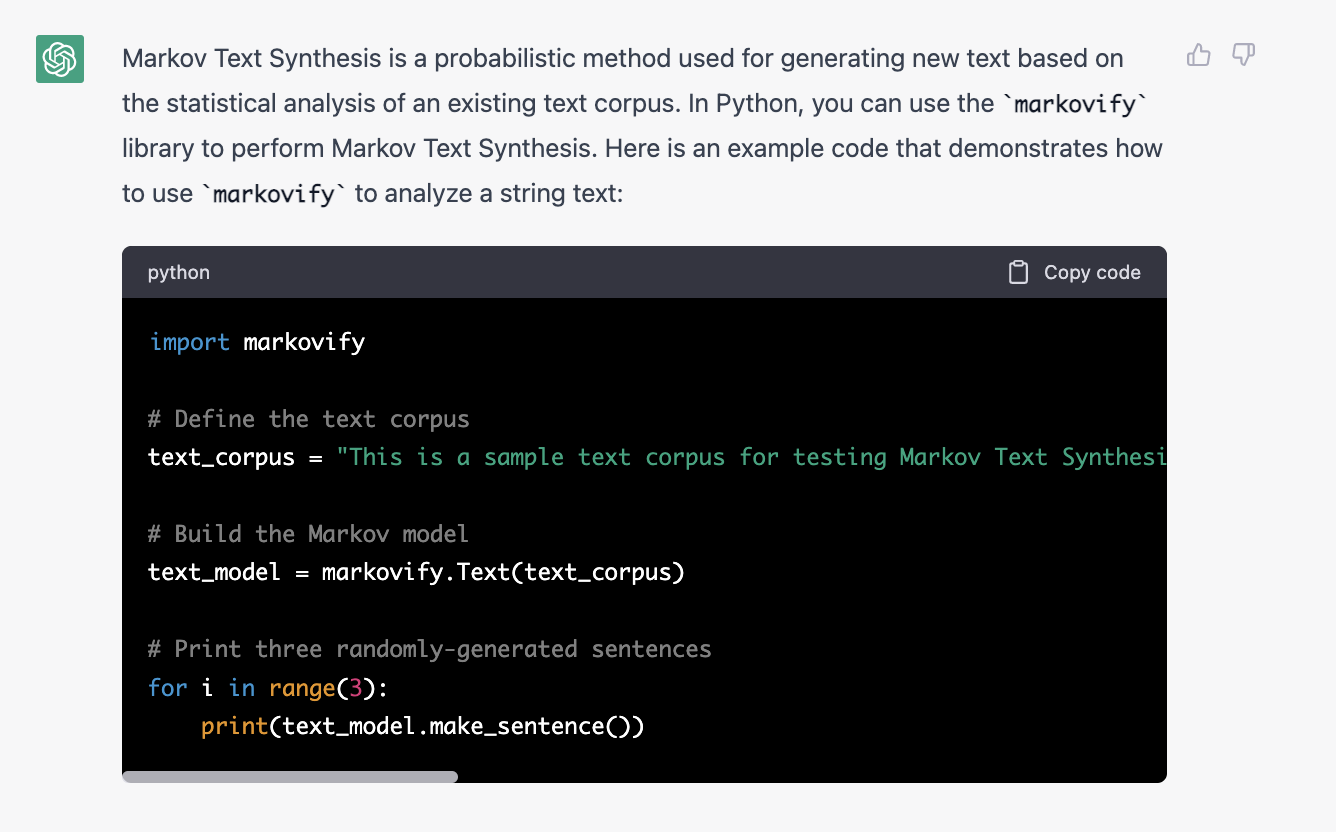 Markov Text Synthesis is a probabilistic method used for generating new text based on
the statistical analysis of an existing text corpus. In Python, you can use the `markovify`
library to perform Markov Text Synthesis. Here is an example code that demonstrates how
to use `markovify` to analyze a string text:
python Copy code
import markovify
# Define the text corpus
text_corpus = "This is a sample text corpus for testing Markov Text Synthesi
# Build the Markov model
text_model = markovify.Text(text_corpus)
# Print three randomly-generated sentences
for i in range(3):
    print(text_model.make_sentence())